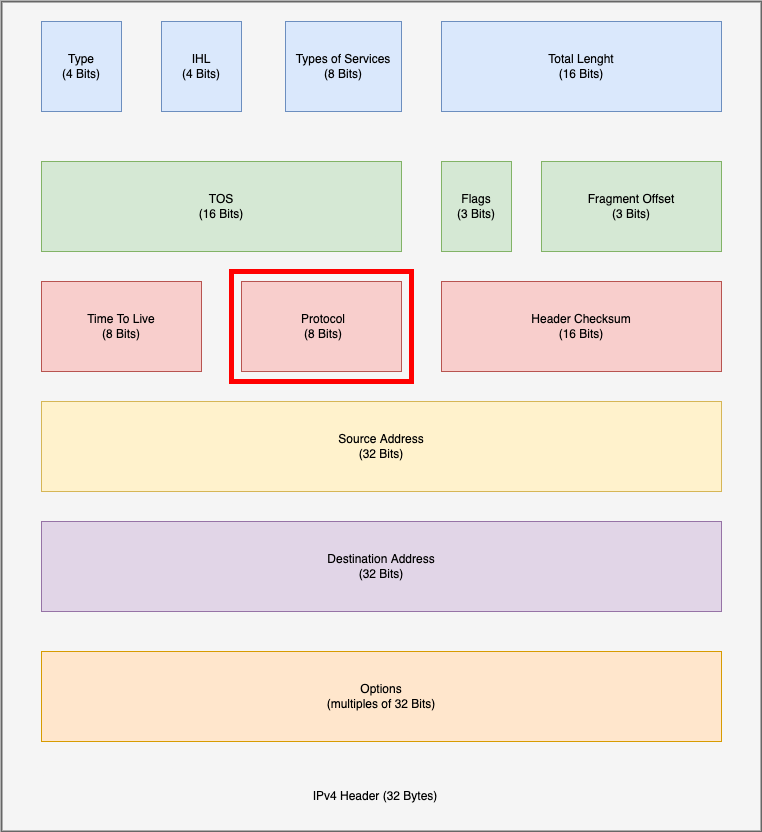 Type
(4 Bits)
IHL
(4 Bits)
Types of Services
(8 Bits)
Total Lenght
(16 Bits)
TOS
(16 Bits)
Flags
(3 Bits)
Fragment Offset
(3 Bits)
Time To Live
(8 Bits)
Protocol
(8 Bits)
Header Checksum
(16 Bits)
Source Address
(32 Bits)
Destination Address
(32 Bits)
Options
(multiples of 32 Bits)
IPv4 Header (32 Bytes)